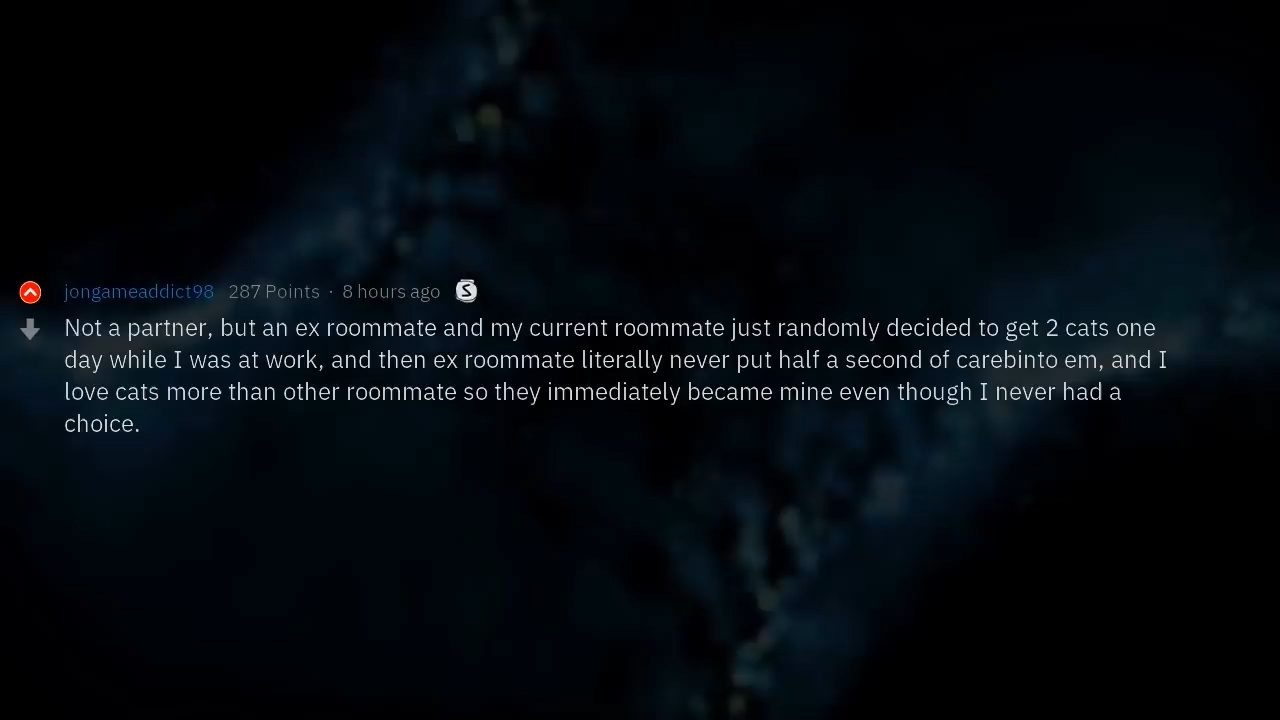 jongameaddict98 287 Points · 8 hours ago S
Not a partner, but an ex roommate and my current roommate just randomly decided to get 2 cats one
day while I was at work, and then ex roommate literally never put half a second of carebinto em, and I
love cats more than other roommate so they immediately became mine even though I never had a
choice.